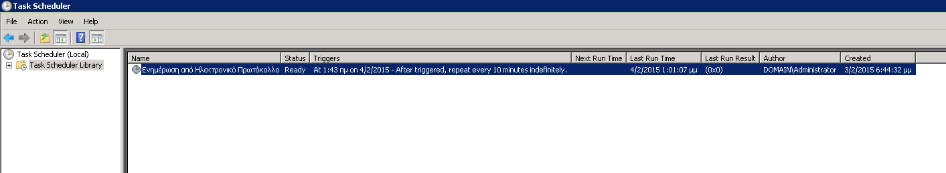 Task Scheduler
File Action View Help
Task Scheduler (Local)
Task Scheduler Library
Name Status Triggers Next Run Time Last Run Time Last Run Result Author Created
Ενημέρωση από Ηλεκτρονικό Πρωτόκολλο Ready At 1:43 πμ on 4/2/2015 - After triggered, repeat every 10 minutes indefinitely. 4/2/2015 1:01:07 μμ (0x0) DOMAIN\Administrator 3/2/2015 6:44:32 μμ